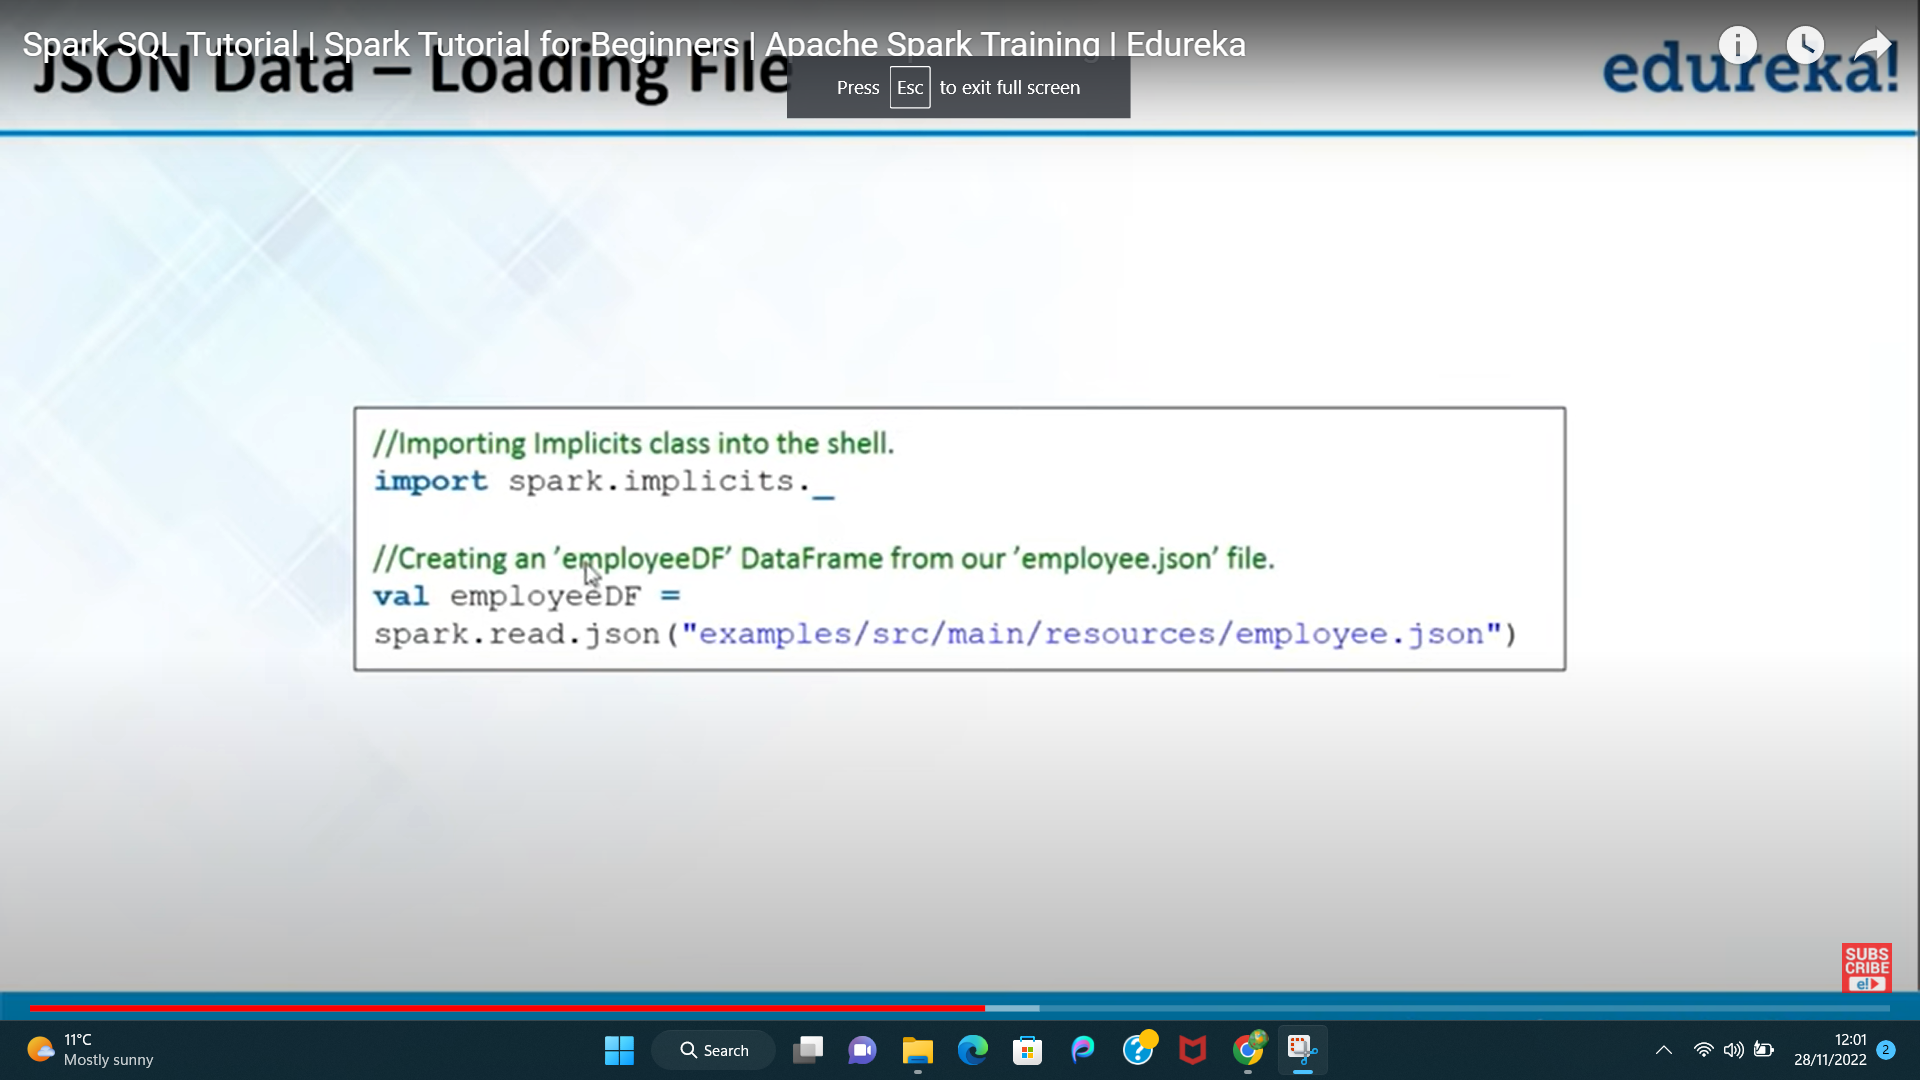 Spark SQL Tutorial | Spark Tutorial for Beginners | Apache Spark Training | Edureka
JSON Data – Loading File
edureka!
Press Esc to exit full screen
//Importing Implicits class into the shell.
import spark.implicits._
//Creating an ’employeeDF’ DataFrame from our ’employee.json’ file.
val employeeDF =
spark.read.json("examples/src/main/resources/employee.json")
SUBS
CRIBE
e!
11°C
Mostly sunny
Search
12:01
28/11/2022
2